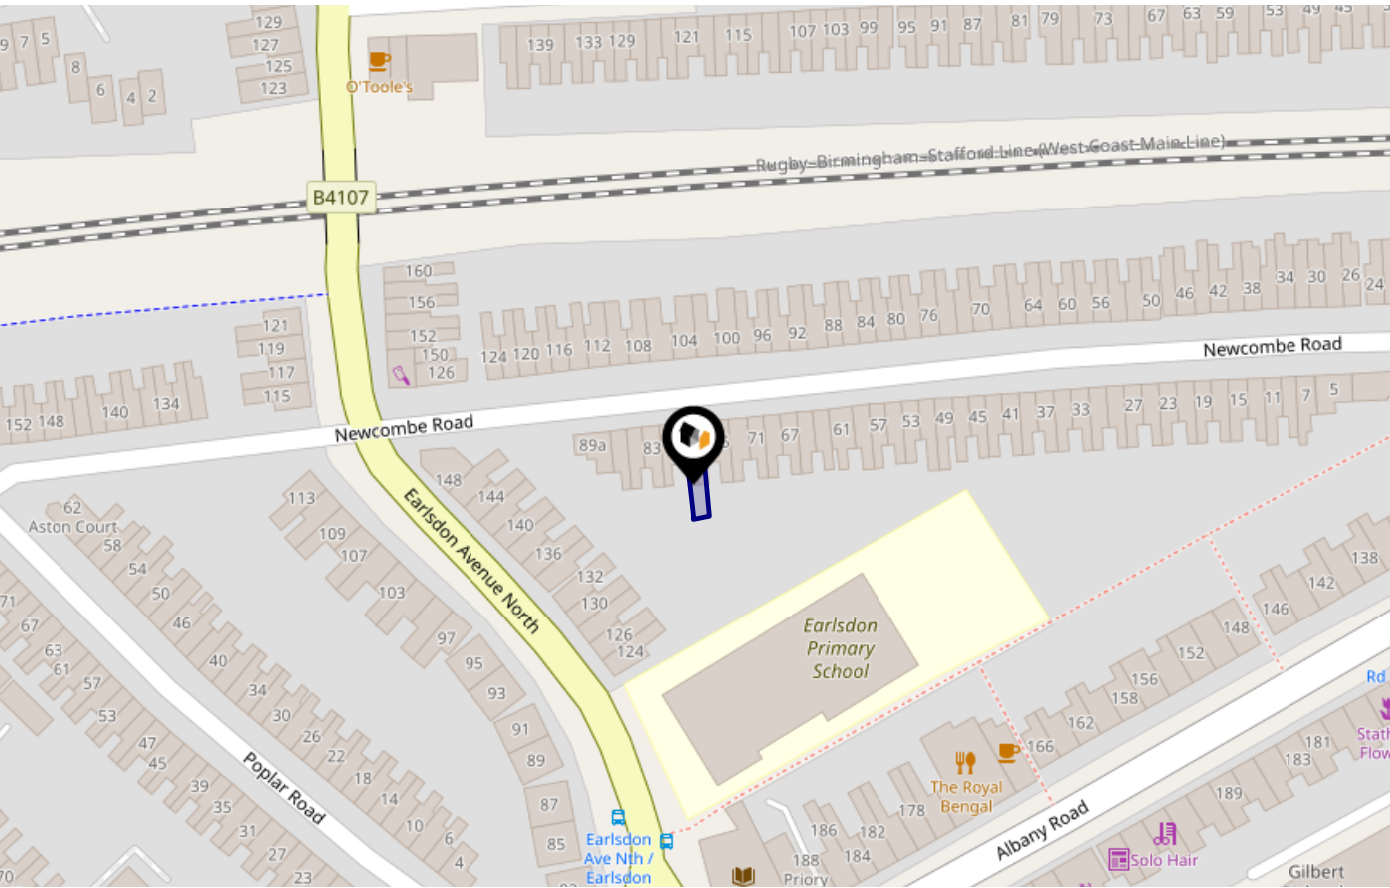 129
127
125
123
9 7 5
8
6
4
2
O'Toole's
139 133 129 121 115 107 103 99 95 91 87 81 79 73 67 63 59 53 49 45
Rugby-Birmingham-Stafford Line (West Coast Main Line)
B4107
160
156
152
150
126
121
119
117
115
124 120 116 112 108 104 100 96 92 88 84 80 76 70 64 60 56 50 46 42 38 34 30 26 24
Newcombe Road
152 148 140 134
Newcombe Road
89a 83 71 67 61 57 53 49 45 41 37 33 27 23 19 15 11 7 5
148
144
140
136
132
130
126
124
Earlsdon Avenue North
113
109
107
103
97
95
93
91
89
87
85
62
Aston Court
58
54
50
46
40
34
30
26
22
18
14
10
6
4
71
67
63
61
57
53
47
45
39
35
31
27
23
70
Poplar Road
Earlsdon
Primary
School
138
142
146
148
152
156
158
162
166
The Royal
Bengal
178
182
184
186
188
Priory
Albany Road
Rd
Stath
Flow
181
183
189
Solo Hair
Gilbert
Earlsdon
Ave Nth /
Earlsdon